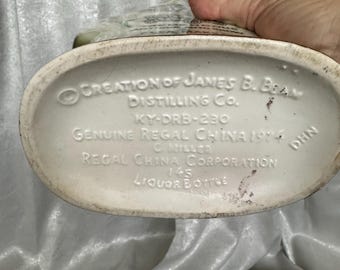 © CREATION OF JAMES B. BEAM
DISTILLING CO.
KY-DRB-230
GENUINE REGAL CHINA 1974
C. MILLER
REGAL CHINA CORPORATION
145
LIQUOR BOTTLE
DHN